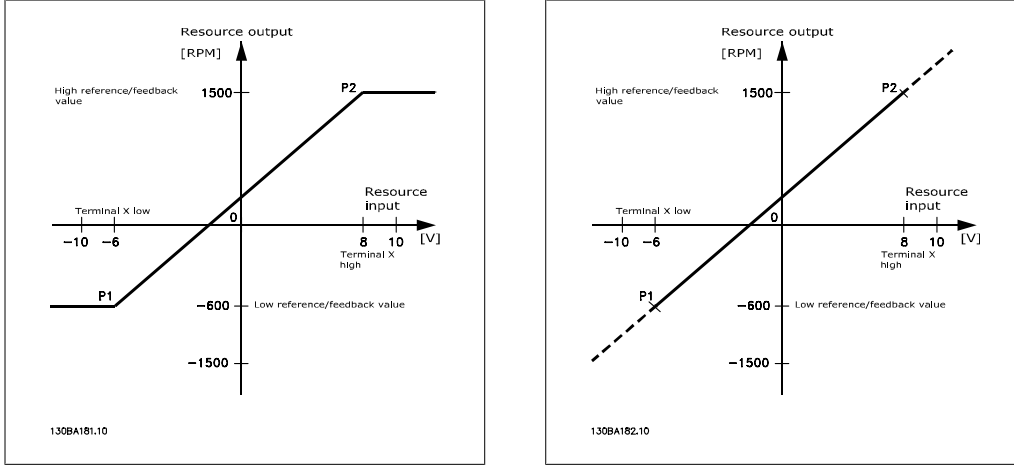 Resource output
[RPM]
High reference/feedback
value
1500
P2
Resource
input
0
Terminal X low
-10
-6
8
10
[V]
Terminal X
high
P1
-600
Low reference/feedback value
-1500
130BA181.10
Resource output
[RPM]
High reference/feedback
value
1500
P2
Resource
input
0
Terminal X low
-10
-6
8
10
[V]
Terminal X
high
P1
-600
Low reference/feedback value
-1500
130BA182.10